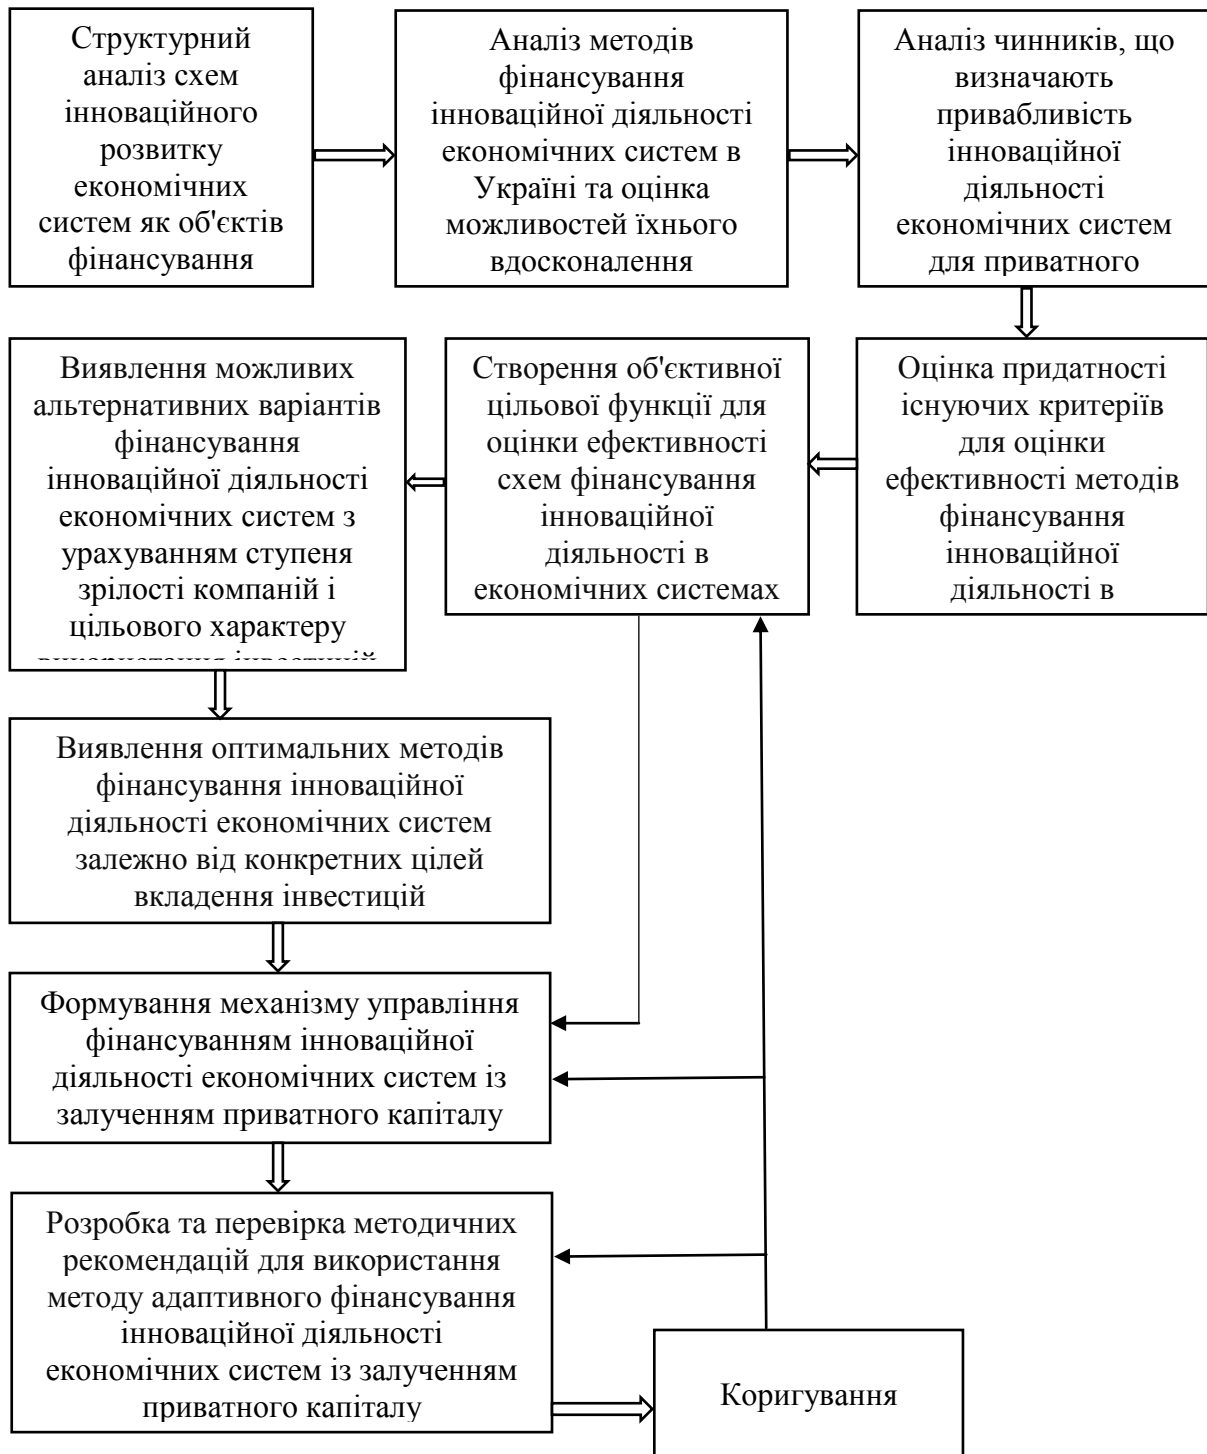 Структурний
аналіз схем
інноваційного
розвитку
економічних
систем як об'єктів
фінансування
Аналіз методів
фінансування
інноваційної діяльності
економічних систем в
Україні та оцінка
можливостей їхнього
вдосконалення
Аналіз чинників, що
визначають
привабливість
інноваційної
діяльності
економічних систем
для приватного
Оцінка придатності
існуючих критеріїв
для оцінки
ефективності методів
фінансування
інноваційної
діяльності в
Створення об'єктивної
цільової функції для
оцінки ефективності
схем фінансування
інноваційної
діяльності в
економічних системах
Виявлення можливих
альтернативних варіантів
фінансування
інноваційної діяльності
економічних систем з
урахуванням ступеня
зрілості компаній і
цільового характеру
використання інвестицій
Виявлення оптимальних методів
фінансування інноваційної
діяльності економічних систем
залежно від конкретних цілей
вкладення інвестицій
Формування механізму управління
фінансуванням інноваційної
діяльності економічних систем із
залученням приватного капіталу
Розробка та перевірка методичних
рекомендацій для використання
методу адаптивного фінансування
інноваційної діяльності
економічних систем із залученням
приватного капіталу
Коригування